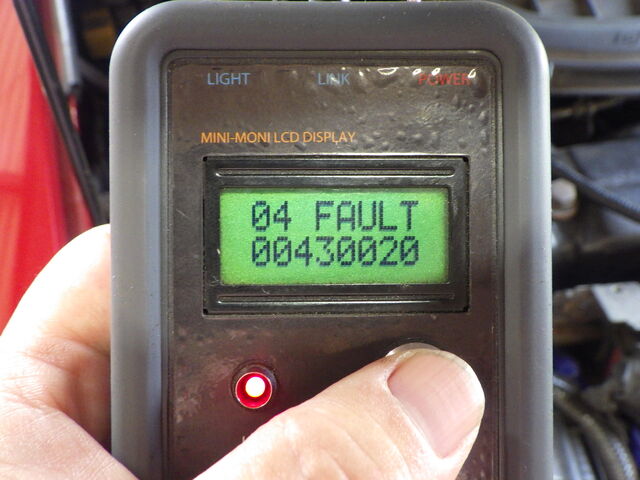 LIGHT LINK POWER
MINI-MONI LCD DISPLAY
04 FAULT
00430020